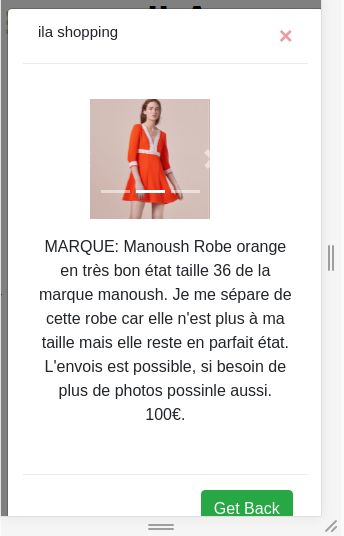 ila shopping
×
MARQUE: Manoush Robe orange
en très bon état taille 36 de la
marque manoush. Je me sépare de
cette robe car elle n'est plus à ma
taille mais elle reste en parfait état.
L'envois est possible, si besoin de
plus de photos possinle aussi.
100€.
Get Back